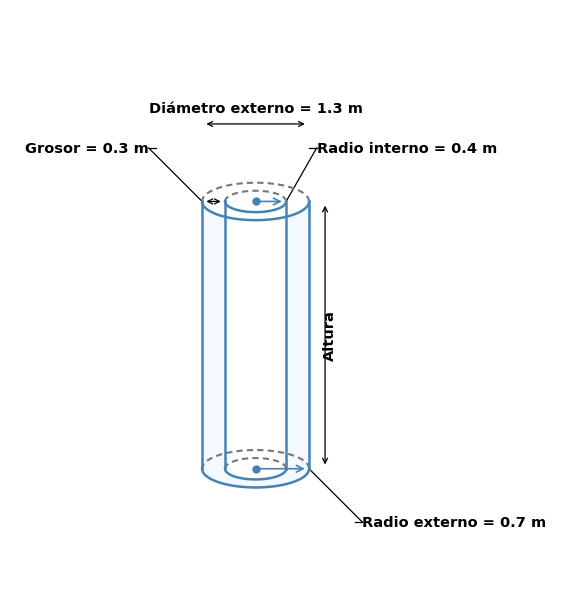 Diámetro externo = 1.3 m
Grosor = 0.3 m
Radio interno = 0.4 m
Altura
Radio externo = 0.7 m